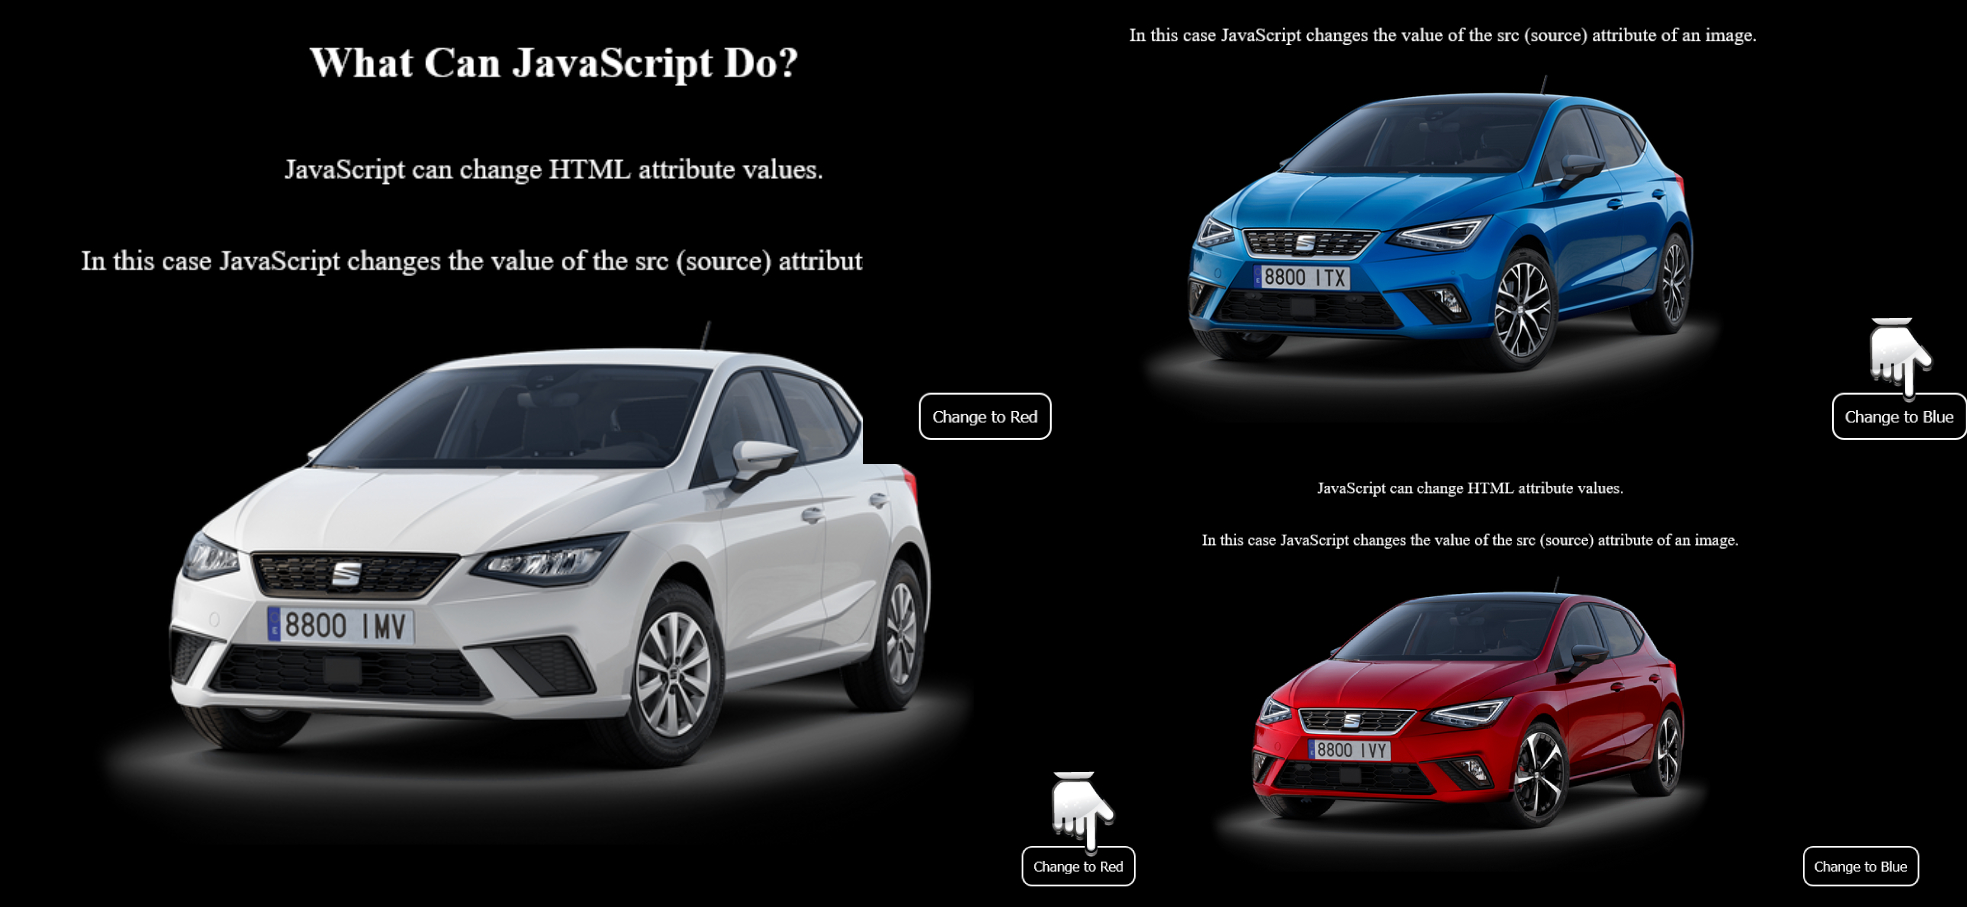 What Can JavaScript Do?
JavaScript can change HTML attribute values.
In this case JavaScript changes the value of the src (source) attribut
8800 IMV
Change to Red
Change to Red
In this case JavaScript changes the value of the src (source) attribute of an image.
8800 ITX
Change to Blue
JavaScript can change HTML attribute values.
In this case JavaScript changes the value of the src (source) attribute of an image.
8800 IVY
Change to Blue